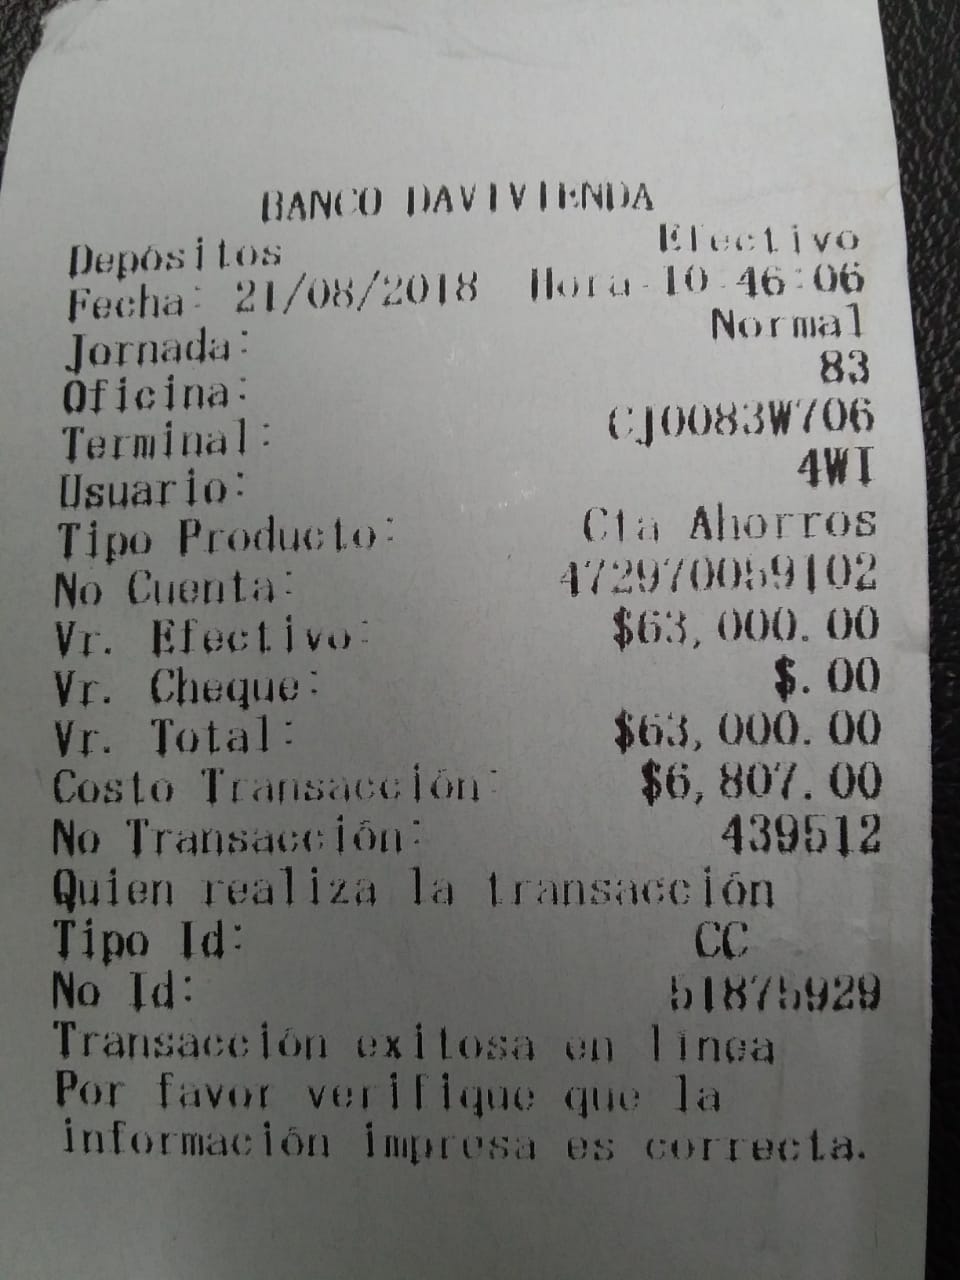 BANCO DAVIVIENDA
Depósitos Efectivo
Fecha: 21/08/2018 Hora:10:46:06
Jornada: Normal
Oficina: 83
Terminal: CJ0083W706
Usuario: 4WI
Tipo Producto: Cta Ahorros
No Cuenta: 472970059102
Vr. Efectivo: $63,000.00
Vr. Cheque: $.00
Vr. Total: $63,000.00
Costo Transacción: $6,807.00
No Transacción: 439512
Quien realiza la transacción
Tipo Id: CC
No Id: 51875929
Transacción exitosa en línea
Por favor verifique que la
información impresa es correcta.